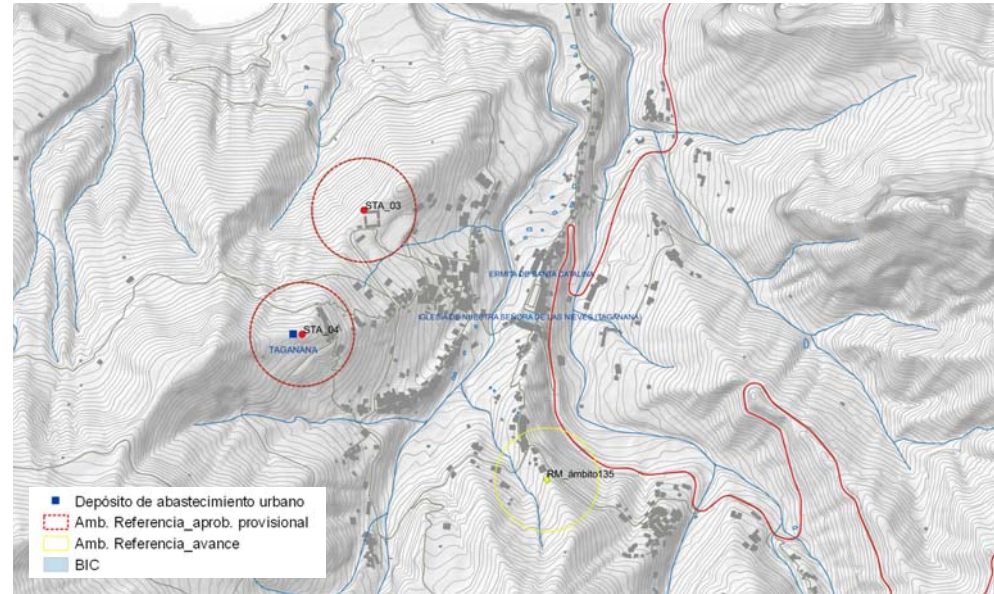 STA_03
ERMITA DE SANTA CATALINA
IGLESIA DE NUESTRA SEÑORA DE LAS NIEVES (TAGANANA)
STA_04
TAGANANA
RM_ámbito135
Depósito de abastecimiento urbano
Amb. Referencia_aprob. provisional
Amb. Referencia_avance
BIC